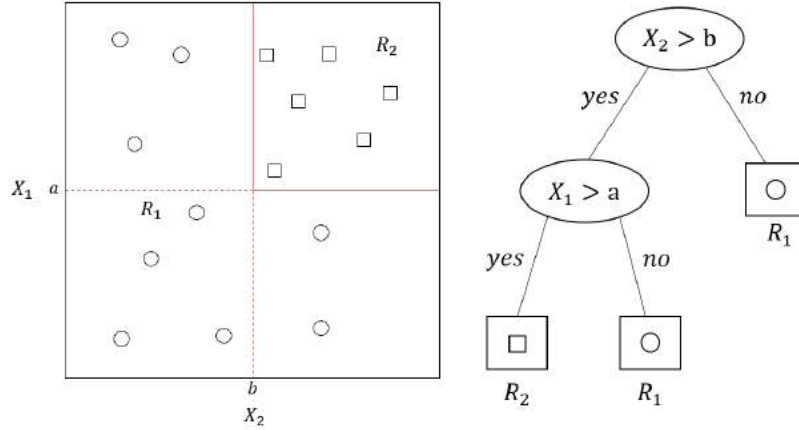 R₂
X₁ a
R₁
b
X₂
X₂ > b
yes no
X₁ > a
R₁
yes no
R₂ R₁